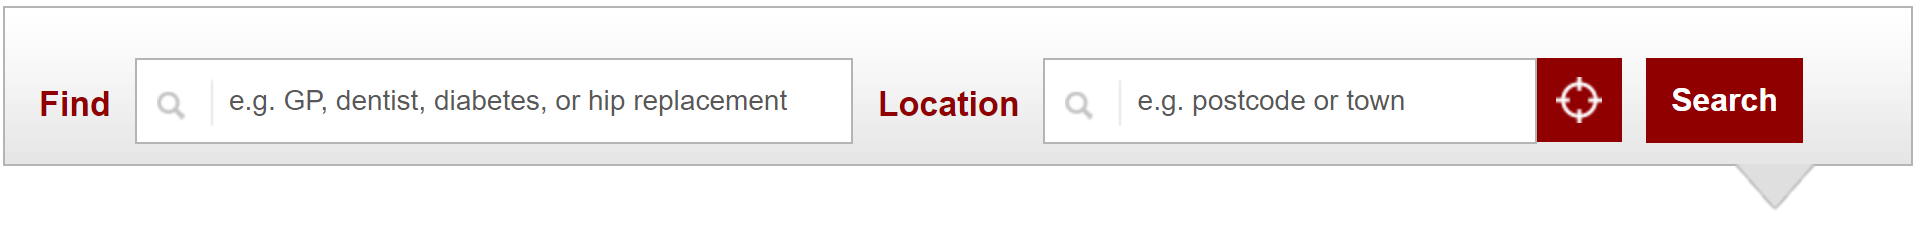 Find e.g. GP, dentist, diabetes, or hip replacement Location e.g. postcode or town Search